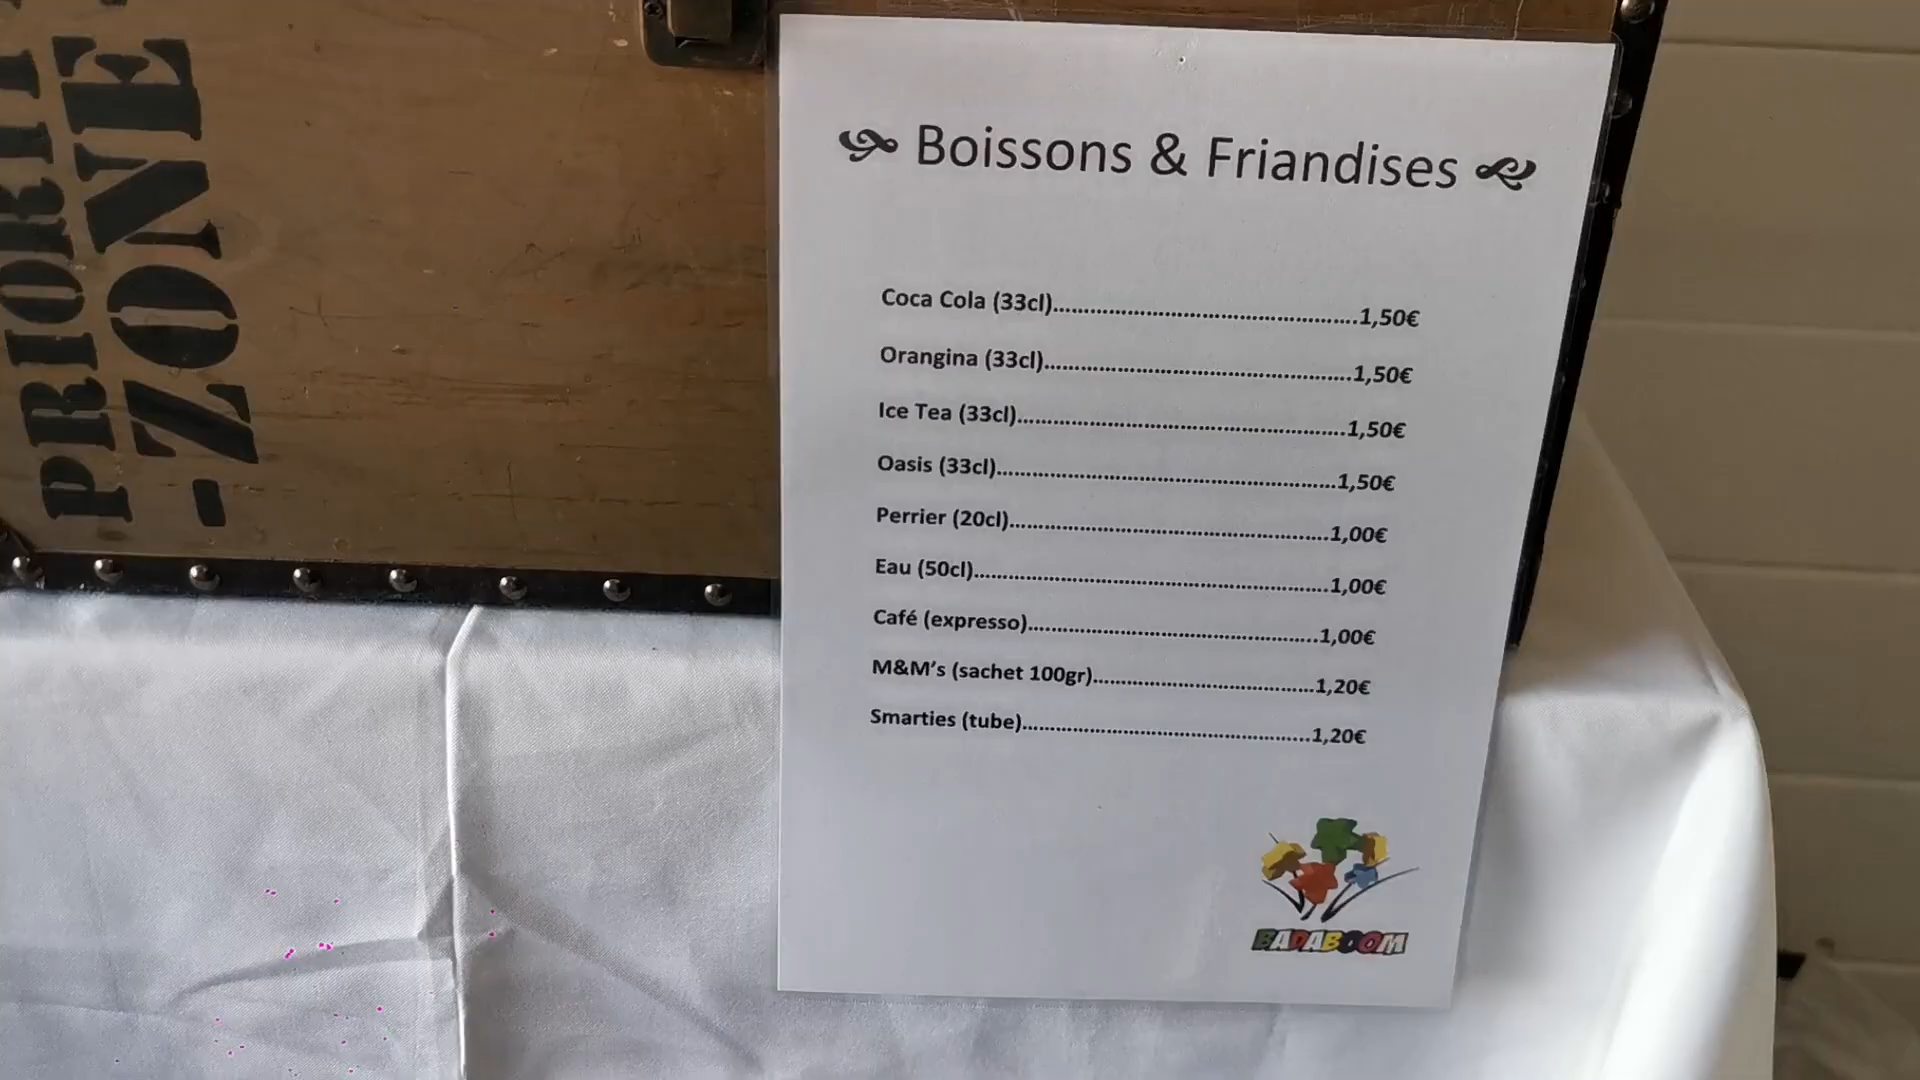 PRIORIT
-ZONE
Boissons & Friandises
Coca Cola (33cl)..................................................1,50€
Orangina (33cl)...................................................1,50€
Ice Tea (33cl)......................................................1,50€
Oasis (33cl)........................................................1,50€
Perrier (20cl).....................................................1,00€
Eau (50cl)..........................................................1,00€
Café (expresso)................................................1,00€
M&M's (sachet 100gr).....................................1,20€
Smarties (tube)................................................1,20€
BADABOOM